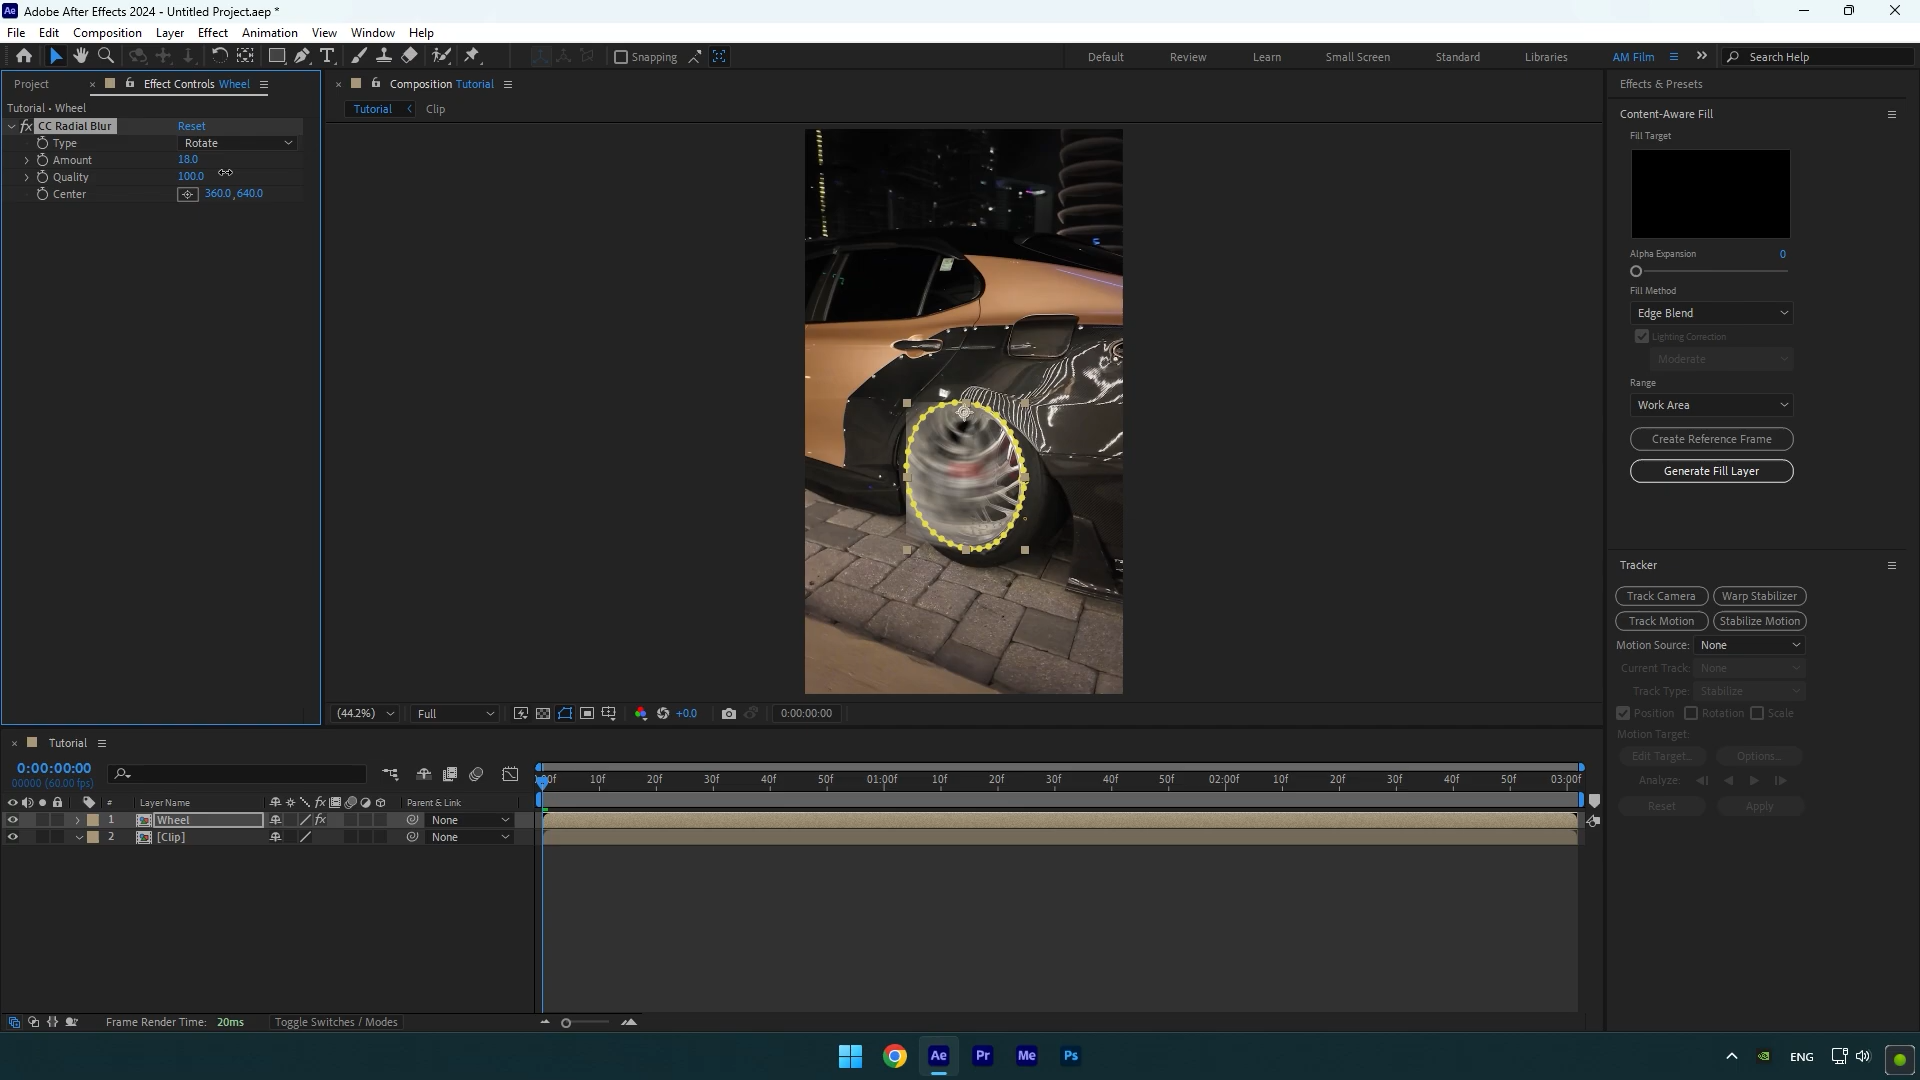 Adobe After Effects 2024 - Untitled Project.aep *
File Edit Composition Layer Effect Animation View Window Help
Snapping
Default Review Learn Small Screen Standard Libraries AM Film Search Help
Project Effect Controls Wheel
Tutorial • Wheel
fx CC Radial Blur Reset
Type Rotate
Amount 18.0
Quality 100.0
Center 360.0, 640.0
Composition Tutorial
Tutorial Clip
(44.2%) Full +0.0 0:00:00:00
Effects & Presets
Content-Aware Fill
Fill Target
Alpha Expansion 0
Fill Method
Edge Blend
Lighting Correction
Moderate
Range
Work Area
Create Reference Frame
Generate Fill Layer
Tracker
Track Camera Warp Stabilizer
Track Motion Stabilize Motion
Motion Source: None
Current Track: None
Track Type: Stabilize
Position Rotation Scale
Motion Target:
Edit Target... Options...
Analyze:
Reset Apply
Tutorial
0:00:00:00
00000 (60.00 fps)
10f 20f 30f 40f 50f 01:00f 10f 20f 30f 40f 50f 02:00f 10f 20f 30f 40f 50f 03:00f
# Layer Name fx Parent & Link
1 Wheel fx None
2 [Clip] None
Frame Render Time: 20ms Toggle Switches / Modes
Ae Pr Me Ps ENG